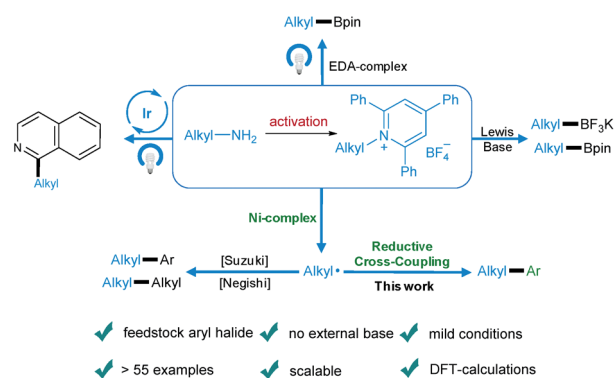 Alkyl—Bpin
EDA-complex
Ir
N
Alkyl
Alkyl—NH2
activation
Ph
Ph
N
+
Alkyl
Ph
BF4−
Lewis
Base
Alkyl—BF3K
Alkyl—Bpin
Ni-complex
Alkyl—Ar
Alkyl—Alkyl
[Suzuki]
[Negishi]
Alkyl•
Reductive
Cross-Coupling
This work
Alkyl—Ar
feedstock aryl halide
no external base
mild conditions
> 55 examples
scalable
DFT-calculations